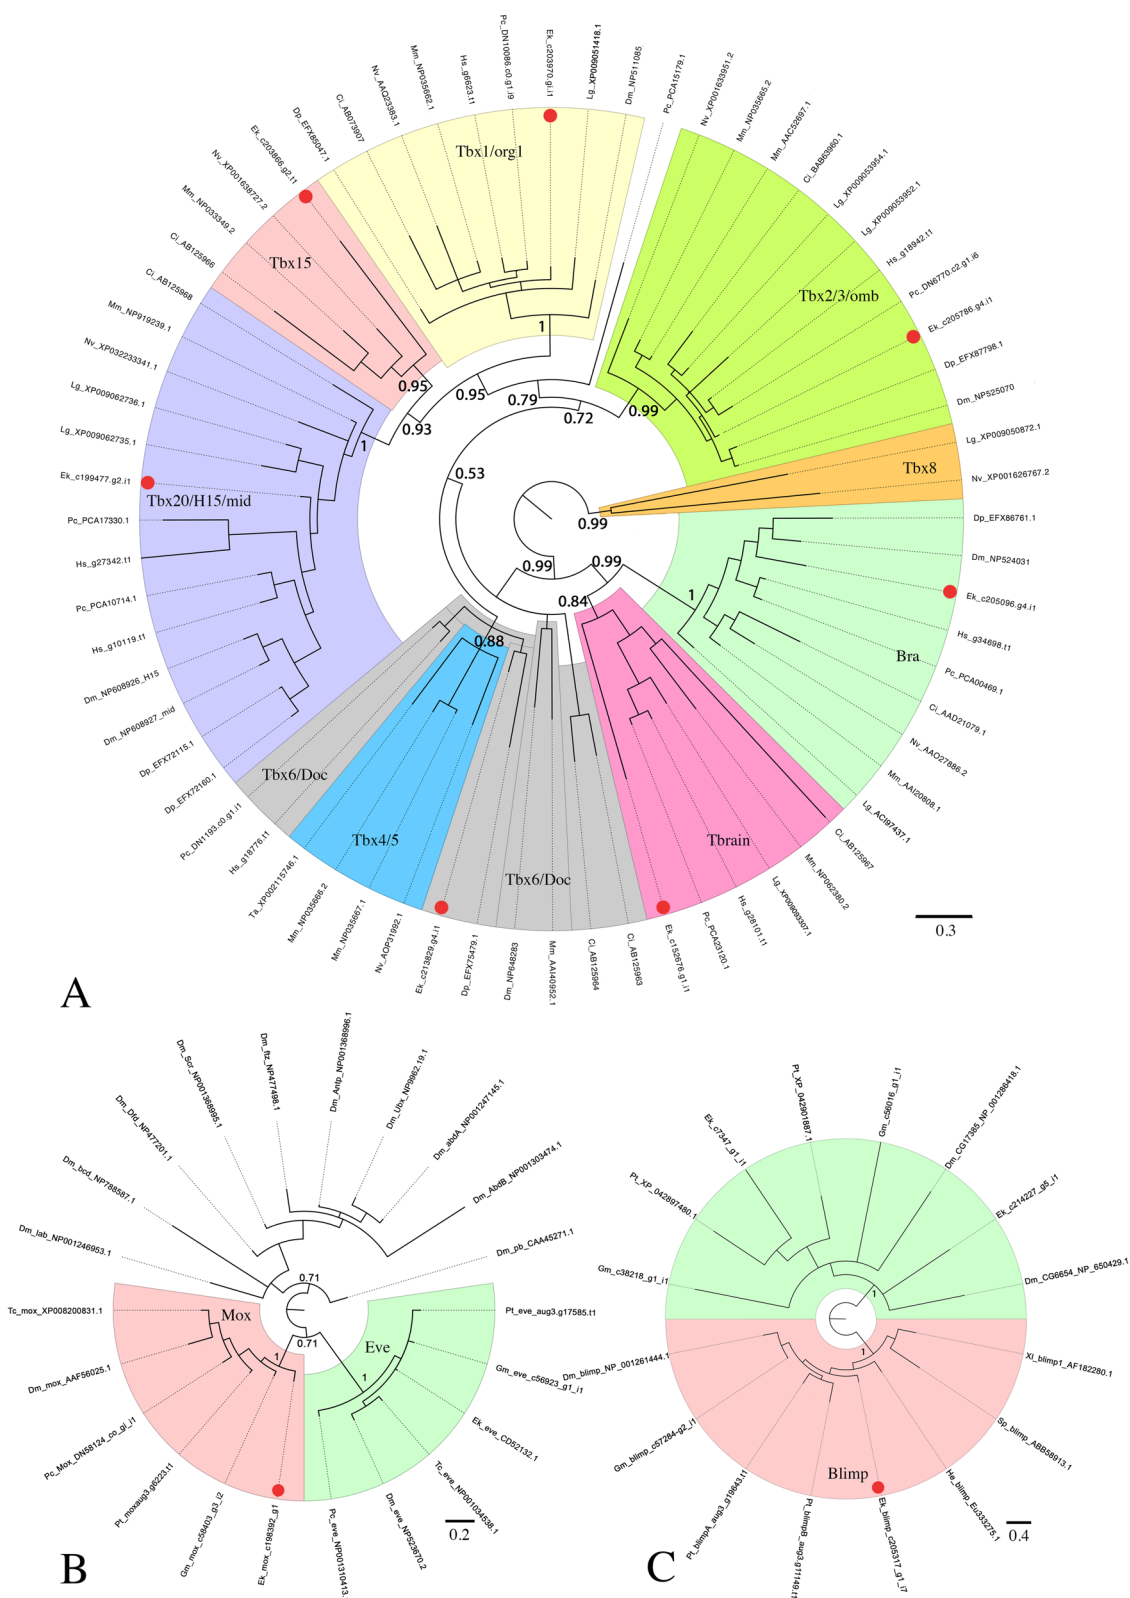 Pc_DN10086.c0.g1.i9
Ek_c203970.gi.i1
Lg_XP009051418.1
Dm_NP511085
Pc_PCA15179.1
Nv_XP001633951.2
Mm_NP035665.2
Mm_AAC52697.1
Ci_BAB63960.1
Lg_XP009053954.1
Lg_XP009053952.1
Hs_g18942.t1
Pc_DN6770.c2.g1.i6
Ek_c205786.g4.i1
Dp_EFX87798.1
Dm_NP525070
Lg_XP009050872.1
Nv_XP001626767.2
Dp_EFX86761.1
Dm_NP524031
Ek_c205096.g4.i1
Hs_g34698.t1
Pc_PCA00469.1
Ci_AAD21079.1
Nv_AAO27886.2
Mm_AAI20808.1
Lg_ACI97437.1
Ci_AB125967
Mm_NP062380.2
Lg_XP009093307.1
Hs_g28101.t1
Pc_PCA23120.1
Ek_c152676.g1.i1
Ci_AB125963
Ci_AB125964
Mm_AAI40952.1
Dm_NP648283
Dp_EFX75479.1
Ek_c213829.g4.i1
Nv_AOP31992.1
Mm_NP035667.1
Mm_NP035666.2
Ta_XP002115746.1
Hs_g18776.t1
Pc_DN1193.c0.g1.i1
Dp_EFX72160.1
Dp_EFX72115.1
Dm_NP608927_mid
Dm_NP608926_H15
Hs_g10119.t1
Pc_PCA10714.1
Hs_g27342.t1
Pc_PCA17330.1
Ek_c199477.g2.i1
Lg_XP009062735.1
Lg_XP009062736.1
Nv_XP032233341.1
Mm_NP919239.1
Ci_AB125968
Ci_AB125966
Mm_NP033349.2
Nv_XP001638727.2
Ek_c203866.g2.t1
Dp_EFX85047.1
Ci_AB073907
Nv_AAQ23383.1
Mm_NP035662.1
Hs_g6623.t1
Tbx1/org1
Tbx15
Tbx2/3/omb
Tbx8
Tbx20/H15/mid
Bra
Tbx6/Doc
Tbx4/5
Tbx6/Doc
Tbrain
1
0.95
0.95
0.79
0.72
0.99
0.93
1
0.53
0.99
0.99
0.99
0.84
1
0.88
0.3
A
Dm_lab_NP001246953.1
Dm_bcd_NP788587.1
Dm_Dfd_NP477201.1
Dm_Scr_NP001368995.1
Dm_ftz_NP477498.1
Dm_Antp_NP001368996.1
Dm_Ubx_NP9962.19.1
Dm_abdA_NP001247145.1
Dm_AbdB_NP001303474.1
Dm_pb_CAA45271.1
Pt_eve_aug3.g17585.t1
Gm_eve_c56923_g1_i1
Ek_eve_CD52132.1
Tc_eve_NP001034538.1
Dm_eve_NP523670.2
Pc_eve_NP001310413.
Ek_mox_c198392_g1
Gm_mox_c58403_g3_i2
Pt_moxaug3.g6223.t1
Pc_Mox_DN58124_co_gi_i1
Dm_mox_AAF56025.1
Tc_mox_XP008200831.1
Mox
Eve
0.71
0.71
1
1
0.2
B
Gm_c38218_g1_i1
Pt_XP_042897480.1
Ek_c7347_g1_i1
Pt_XP_042901887.1
Gm_c56016_g1_i1
Dm_CG17385_NP_001286418.1
Ek_c214227_g5_i1
Dm_CG6654_NP_650429.1
Xl_blimp1_AF182280.1
Sp_blimp_ABB58913.1
He_blimp_Eu333275.1
Ek_blimp_c205317_g1_i7
Pt_blimpB_aug3.g11149.t1
Pt_blimpA_aug3_g19643.t1
Gm_blimp_c57284-g2_i1
Dm_blimp_NP_001261444.1
Blimp
1
1
0.4
C